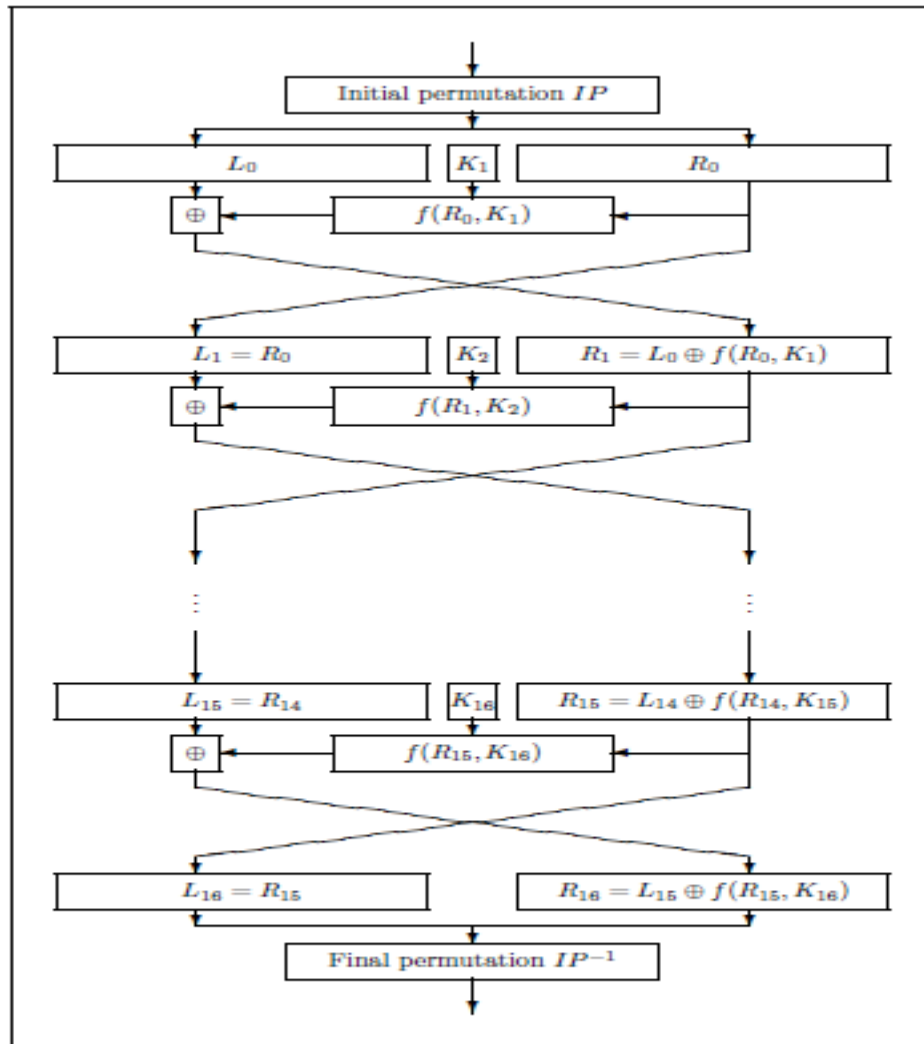 Initial permutation IP
L₀ K₁ R₀
⊕ f(R₀, K₁)
L₁ = R₀ K₂ R₁ = L₀ ⊕ f(R₀, K₁)
⊕ f(R₁, K₂)
⋮ ⋮
L₁₅ = R₁₄ K₁₆ R₁₅ = L₁₄ ⊕ f(R₁₄, K₁₅)
⊕ f(R₁₅, K₁₆)
L₁₆ = R₁₅ R₁₆ = L₁₅ ⊕ f(R₁₅, K₁₆)
Final permutation IP⁻¹